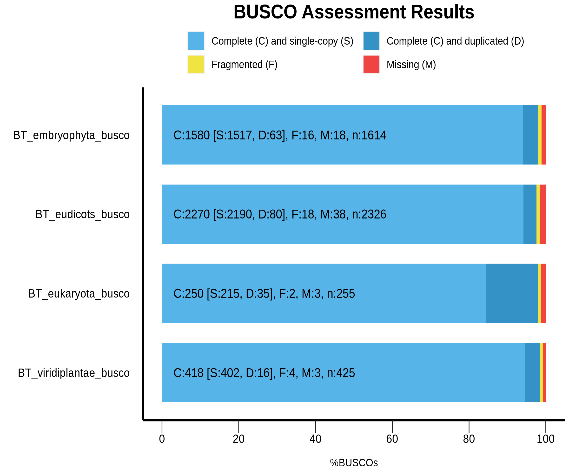 BUSCO Assessment Results
Complete (C) and single-copy (S)
Complete (C) and duplicated (D)
Fragmented (F)
Missing (M)
BT_embryophyta_busco
C:1580 [S:1517, D:63], F:16, M:18, n:1614
BT_eudicots_busco
C:2270 [S:2190, D:80], F:18, M:38, n:2326
BT_eukaryota_busco
C:250 [S:215, D:35], F:2, M:3, n:255
BT_viridiplantae_busco
C:418 [S:402, D:16], F:4, M:3, n:425
0 20 40 60 80 100
%BUSCOs